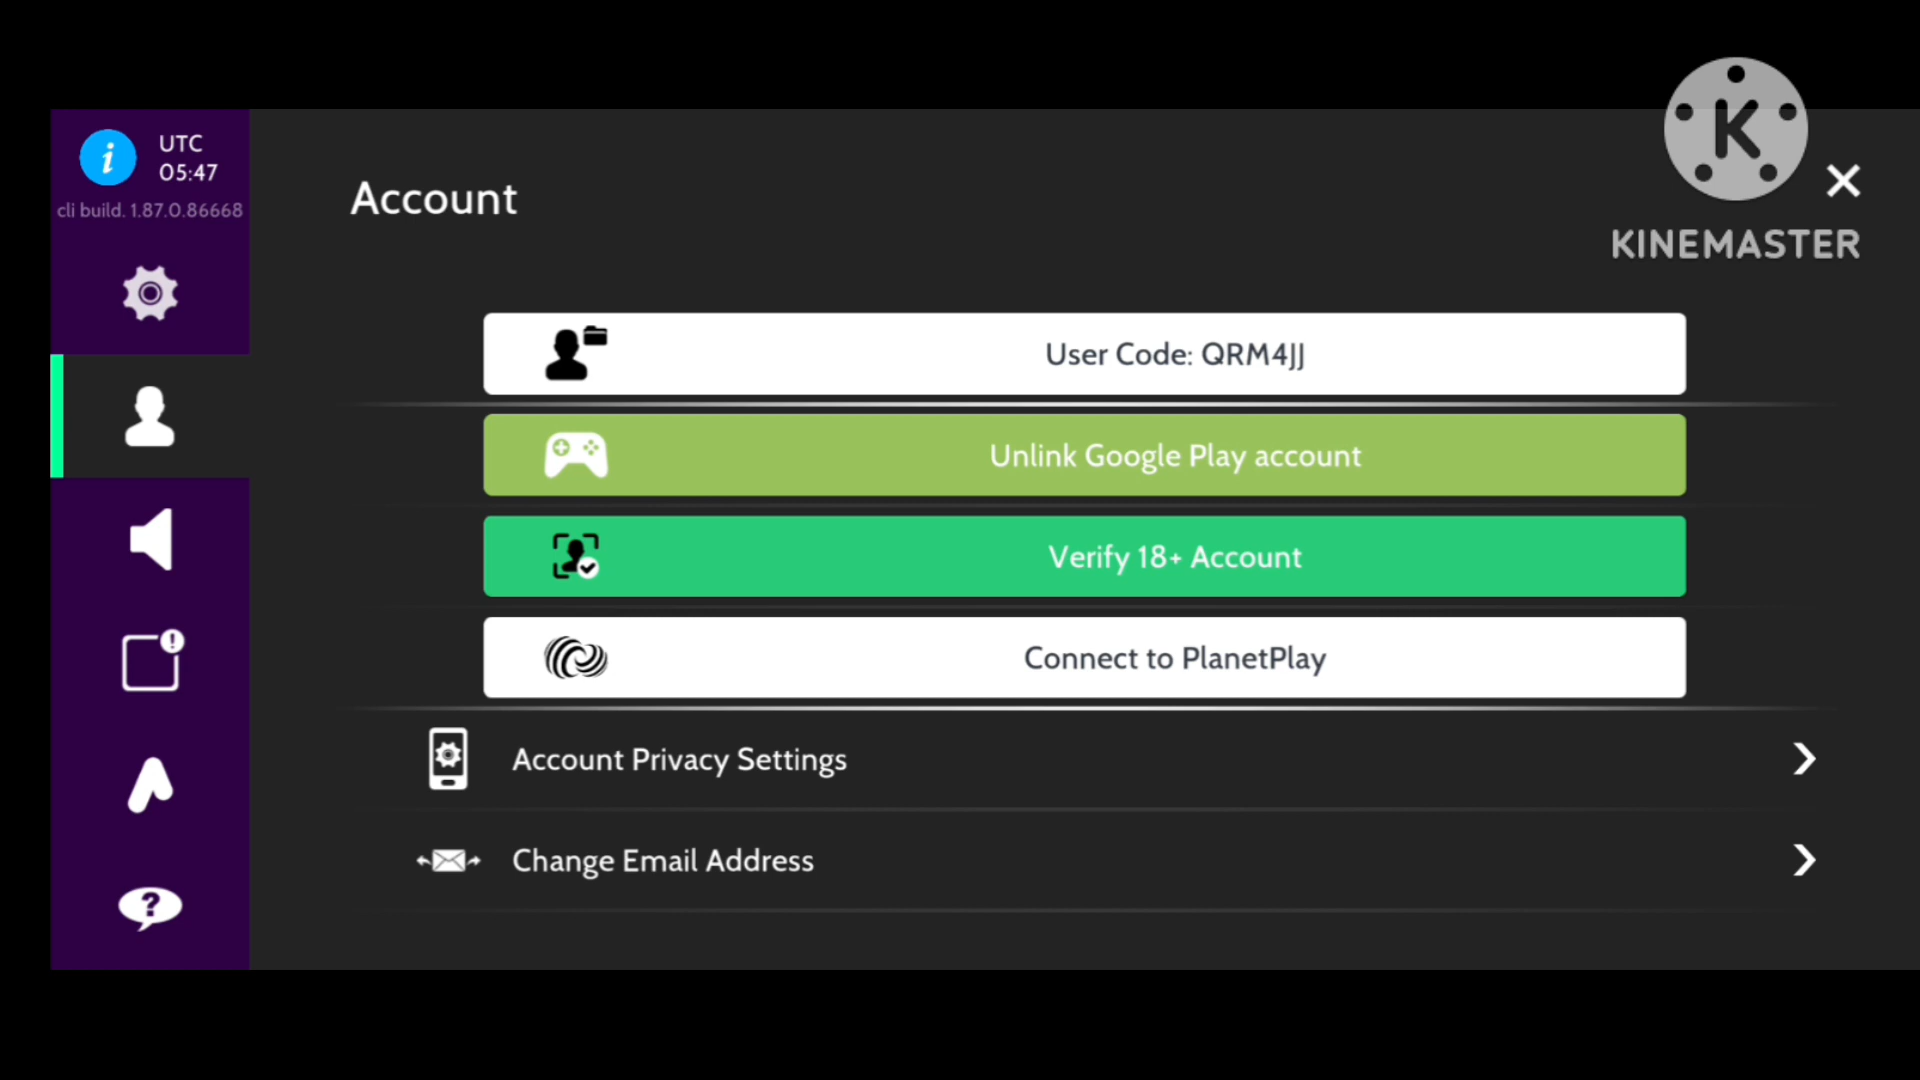 UTC
05:47
cli build. 1.87.0.86668
Account
KINEMASTER
User Code: QRM4JJ
Unlink Google Play account
Verify 18+ Account
Connect to PlanetPlay
Account Privacy Settings
Change Email Address